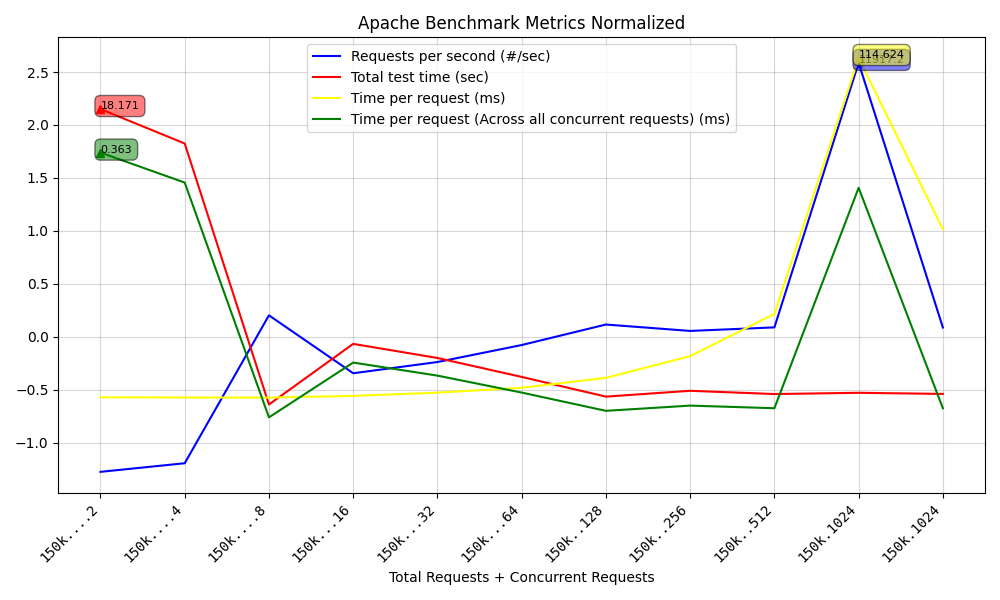 Apache Benchmark Metrics Normalized
Requests per second (#/sec)
Total test time (sec)
Time per request (ms)
Time per request (Across all concurrent requests) (ms)
114.624
11917.2
18.171
0.363
2.5
2.0
1.5
1.0
0.5
0.0
−0.5
−1.0
150k....2
150k....4
150k....8
150k...16
150k...32
150k...64
150k..128
150k..256
150k..512
150k.1024
150k.1024
Total Requests + Concurrent Requests